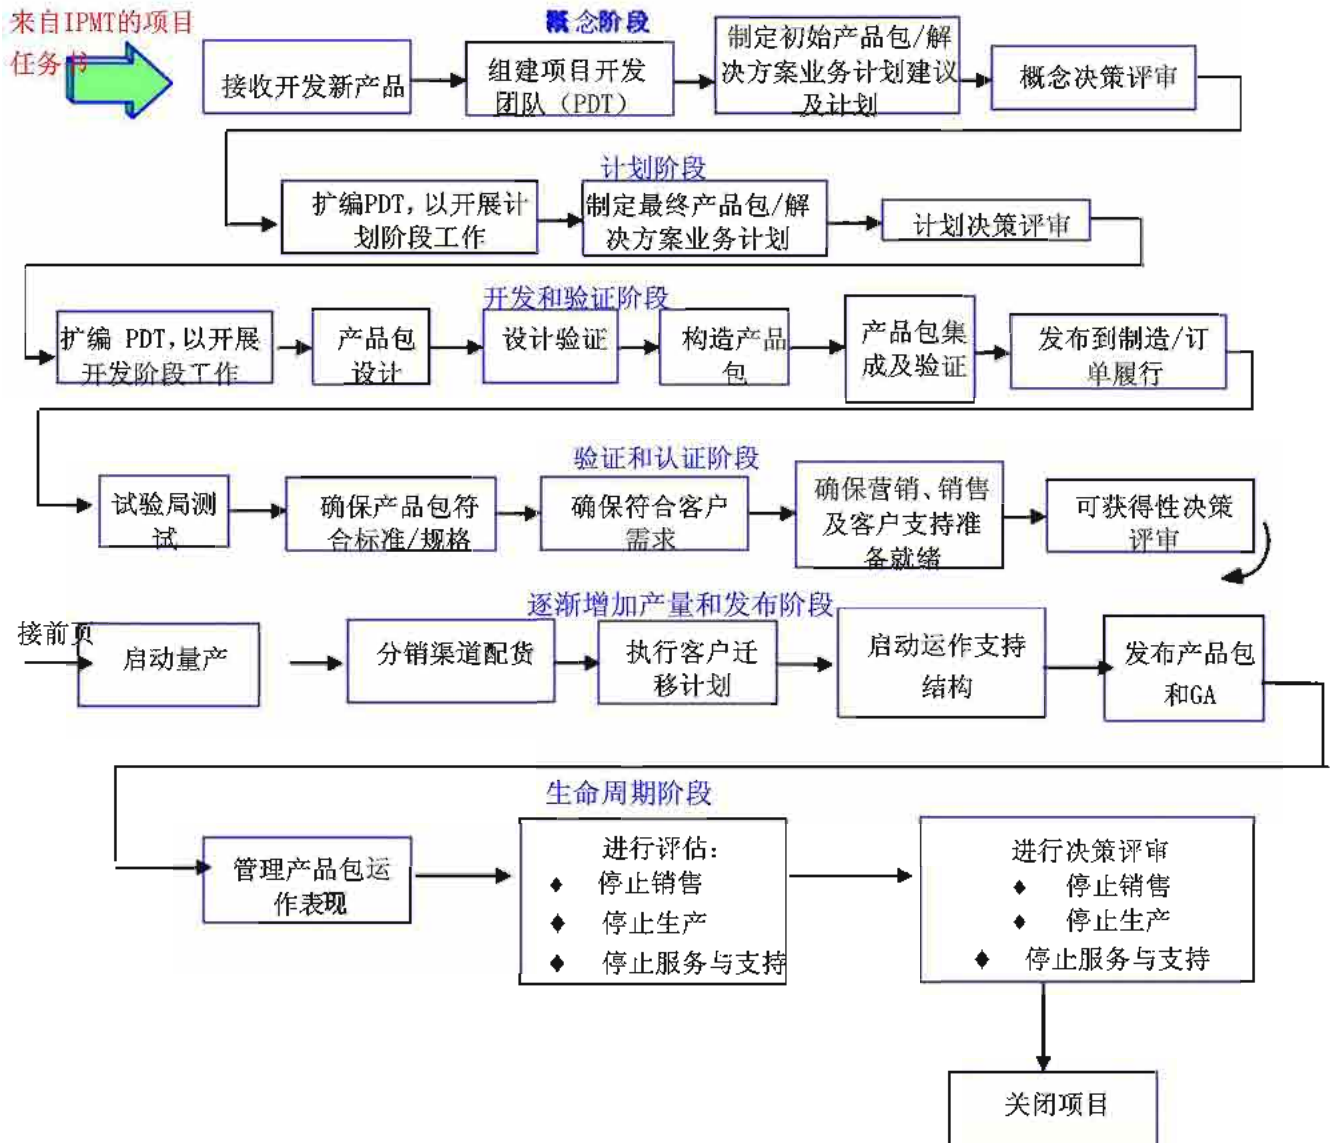 来自IPMT的项目
任务书
概念阶段
接收开发新产品
组建项目开发
团队（PDT）
制定初始产品包/解
决方案业务计划建议
及计划
概念决策评审
计划阶段
扩编PDT，以开展计
划阶段工作
制定最终产品包/解
决方案业务计划
计划决策评审
开发和验证阶段
扩编 PDT，以开展
开发阶段工作
产品包
设计
设计验证
构造产品
包
产品包集
成及验证
发布到制造/订
单履行
验证和认证阶段
试验局测
试
确保产品包符
合标准/规格
确保符合客户
需求
确保营销、销售
及客户支持准
备就绪
可获得性决策
评审
逐渐增加产量和发布阶段
接前页
启动量产
分销渠道配货
执行客户迁
移计划
启动运作支持
结构
发布产品包
和GA
生命周期阶段
管理产品包运
作表现
进行评估：
♦ 停止销售
♦ 停止生产
♦ 停止服务与支持
进行决策评审
♦ 停止销售
♦ 停止生产
♦ 停止服务与支持
关闭项目